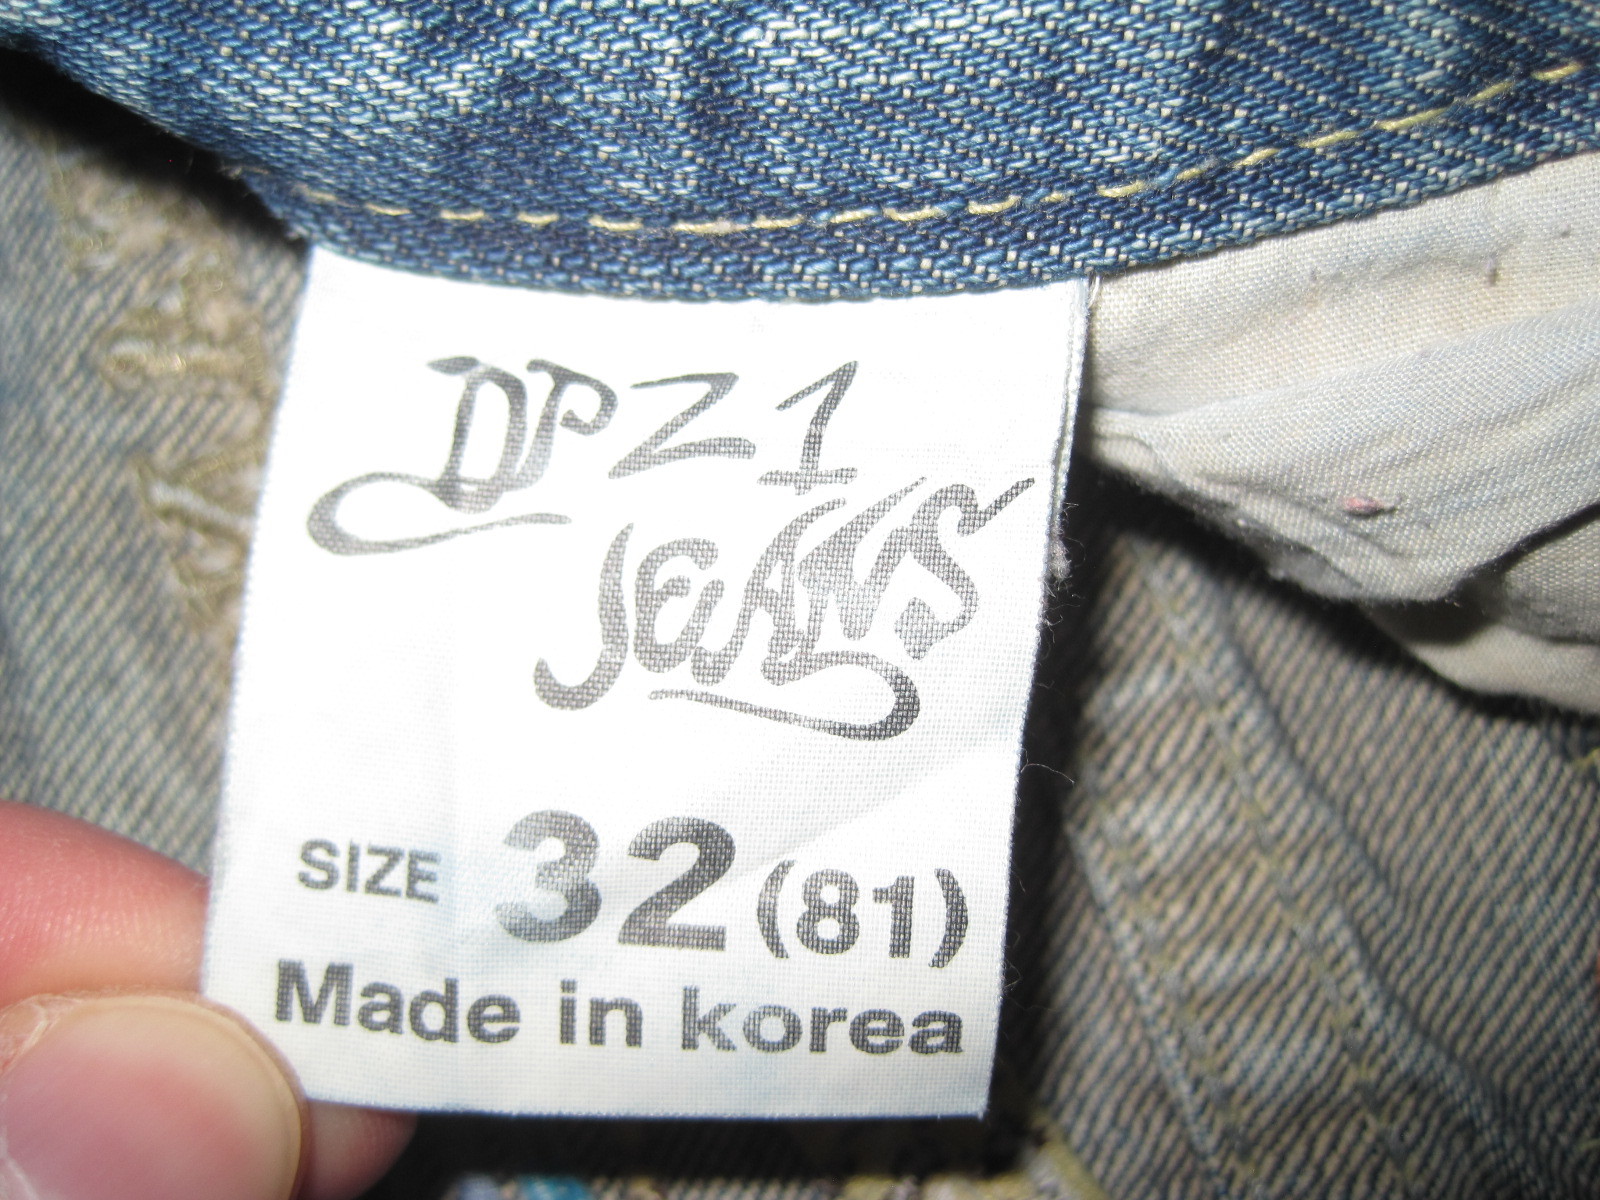 DPZ1
JEANS
SIZE 32 (81)
Made in korea